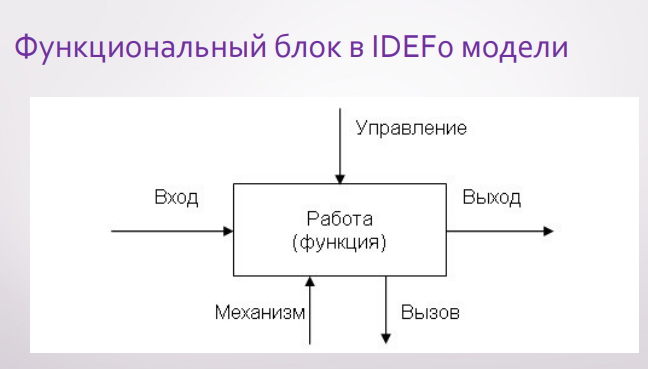 Функциональный блок в IDEF0 модели
Управление
Вход
Выход
Работа
(функция)
Механизм
Вызов